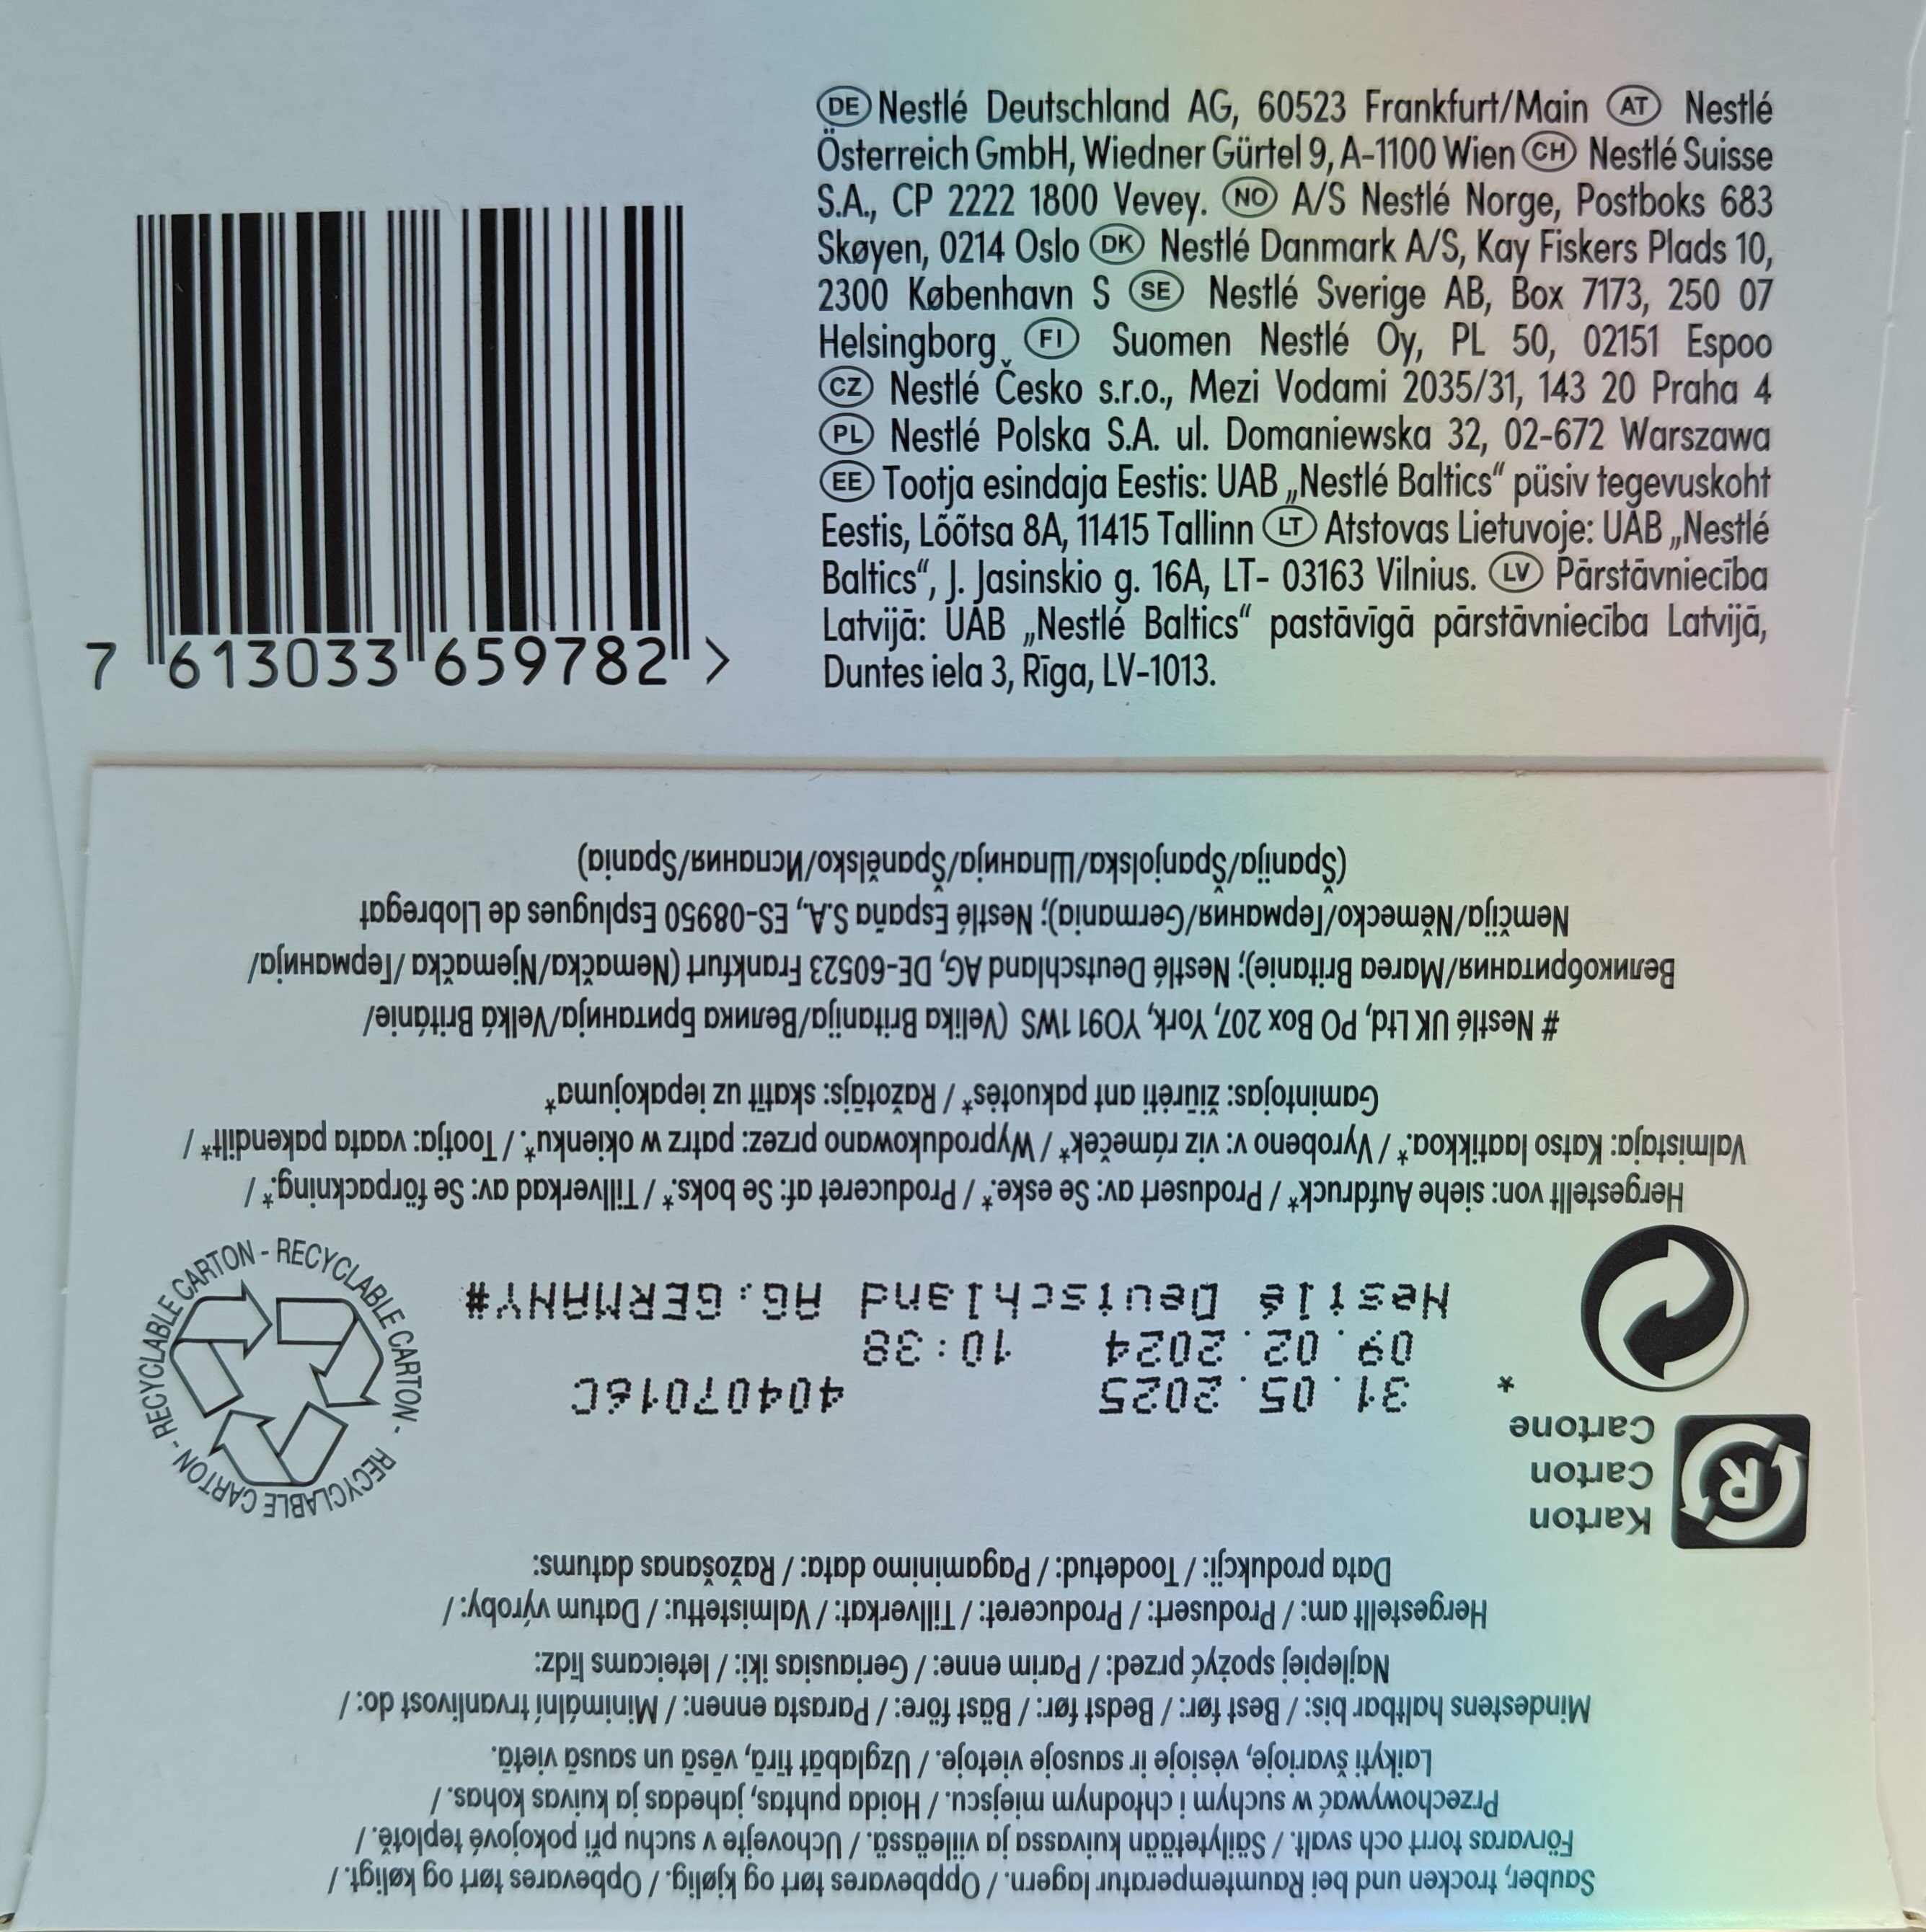 DE Nestlé Deutschland AG, 60523 Frankfurt/Main AT Nestlé
Österreich GmbH, Wiedner Gürtel 9, A-1100 Wien CH Nestlé Suisse
S.A., CP 2222 1800 Vevey. NO A/S Nestlé Norge, Postboks 683
Skøyen, 0214 Oslo DK Nestlé Danmark A/S, Kay Fiskers Plads 10,
2300 København S SE Nestlé Sverige AB, Box 7173, 250 07
Helsingborg FI Suomen Nestlé Oy, PL 50, 02151 Espoo
CZ Nestlé Česko s.r.o., Mezi Vodami 2035/31, 143 20 Praha 4
PL Nestlé Polska S.A. ul. Domaniewska 32, 02-672 Warszawa
EE Tootja esindaja Eestis: UAB „Nestlé Baltics“ püsiv tegevuskoht
Eestis, Lõõtsa 8A, 11415 Tallinn LT Atstovas Lietuvoje: UAB „Nestlé
Baltics“, J. Jasinskio g. 16A, LT- 03163 Vilnius. LV Pārstāvniecība
Latvijā: UAB „Nestlé Baltics“ pastāvīgā pārstāvniecība Latvijā,
Duntes iela 3, Rīga, LV-1013.
7 613033 659782 >
Sauber, trocken und bei Raumtemperatur lagern. / Oppbevares tørt og kjølig. / Opbevares tørt og køligt. /
Förvaras torrt och svalt. / Säilytetään kuivassa ja viileässä. / Uchovejte v suchu při pokojové teplotě. /
Przechowywać w suchym i chłodnym miejscu. / Hoida puhtas, jahedas ja kuivas kohas. /
Laikyti švarioje, vėsioje ir sausoje vietoje. / Uzglabāt tīrā, vēsā un sausā vietā.
Mindestens haltbar bis: / Best før: / Bedst før: / Bäst före: / Parasta ennen: / Minimální trvanlivost do: /
Najlepiej spożyć przed: / Parim enne: / Geriausias iki: / Ieteicams līdz:
Hergestellt am: / Produsert: / Produceret: / Tillverkat: / Valmistettu: / Datum výroby: /
Data produkcji: / Toodetud: / Pagaminimo data: / Ražošanas datums:
R
Karton
Carton
Cartone
*
31.05.2025 40407016C
09.02.2024 10:38
Nestlé Deutschland AG:GERMANY#
RECYCLABLE CARTON - RECYCLABLE CARTON - RECYCLABLE CARTON -
Hergestellt von: siehe Aufdruck* / Produsert av: Se eske.* / Produceret af: Se boks.* / Tillverkad av: Se förpackning.* /
Valmistaja: Katso laatikkoa.* / Vyrobeno v: viz rámeček* / Wyprodukowano przez: patrz w okienku*. / Tootja: vaata pakendilt* /
Gamintojas: žiūrėti ant pakuotės* / Ražotājs: skatīt uz iepakojuma*
# Nestlé UK Ltd, PO Box 207, York, YO91 1WS (Velika Britanija/Велика Британија/Velká Británie/
Великобритания/Marea Britanie); Nestlé Deutschland AG, DE-60523 Frankfurt (Nemačka/Njemačka /Германија/
Nemčija/Německo/Германия/Germania); Nestlé España S.A., ES-08950 Esplugues de Llobregat
(Španija/Španjolska/Шпанија/Španělsko/Испания/Spania)